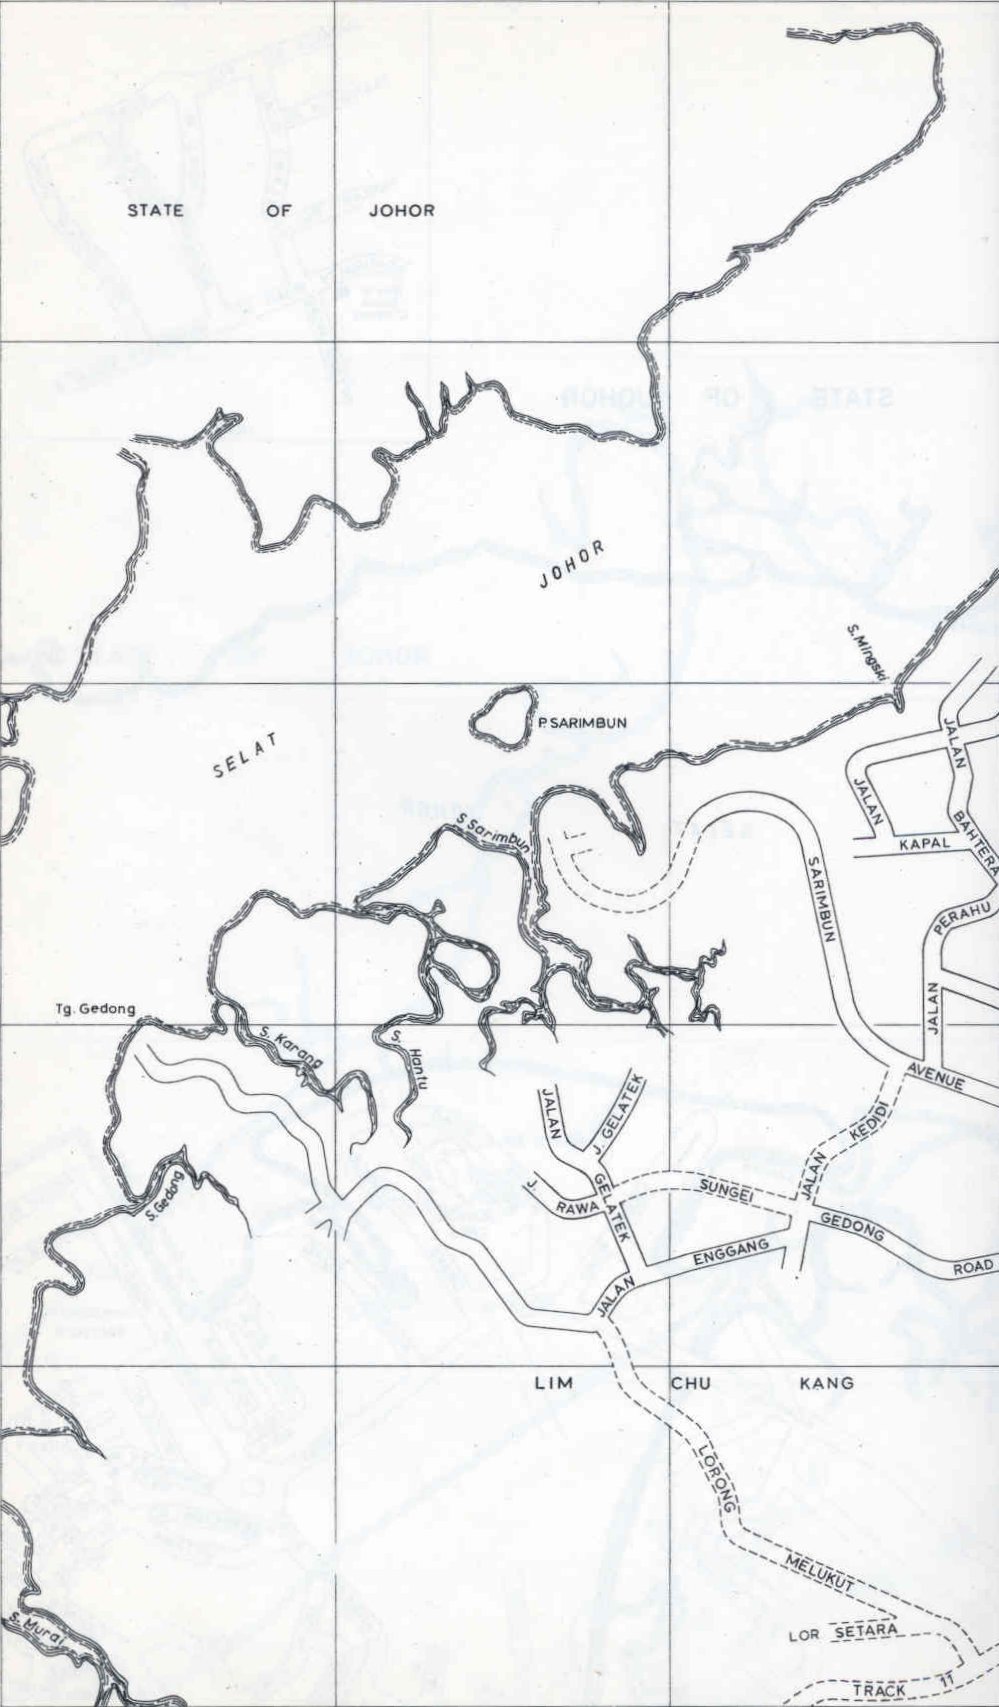 STATE OF JOHOR
JOHOR
S. Mingski
P. SARIMBUN
SELAT
JALAN
JALAN
KAPAL
BAHTERA
S Sarimbun
SARIMBUN
PERAHU
JALAN
Tg. Gedong
S. Karang
S. Hantu
AVENUE
JALAN
J. GELATEK
JALAN KEDIDI
S. Gedong
J. RAWA
GELATEK
SUNGEI
GEDONG
ROAD
JALAN
ENGGANG
LIM CHU KANG
LORONG
MELUKUT
S. Murai
LOR SETARA
TRACK 11